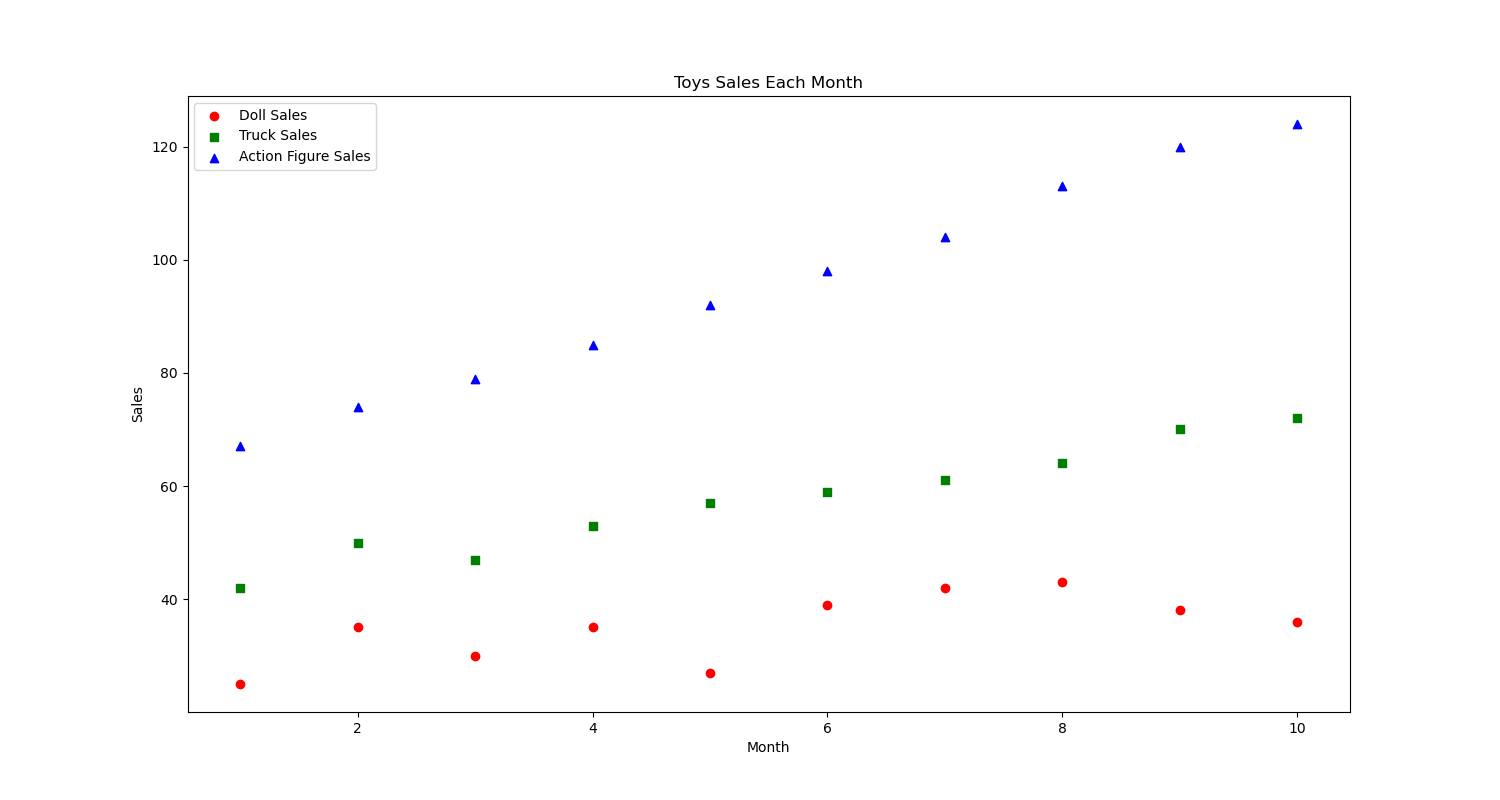 Toys Sales Each Month
Doll Sales
Truck Sales
Action Figure Sales
120
100
80
60
40
Sales
2 4 6 8 10
Month